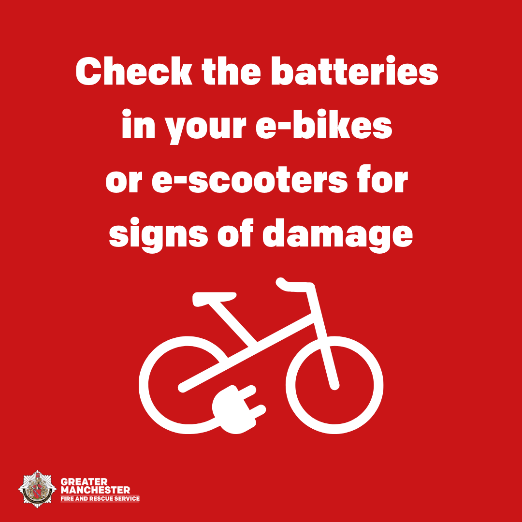 Check the batteries
in your e-bikes
or e-scooters for
signs of damage
GREATER
MANCHESTER
FIRE AND RESCUE SERVICE